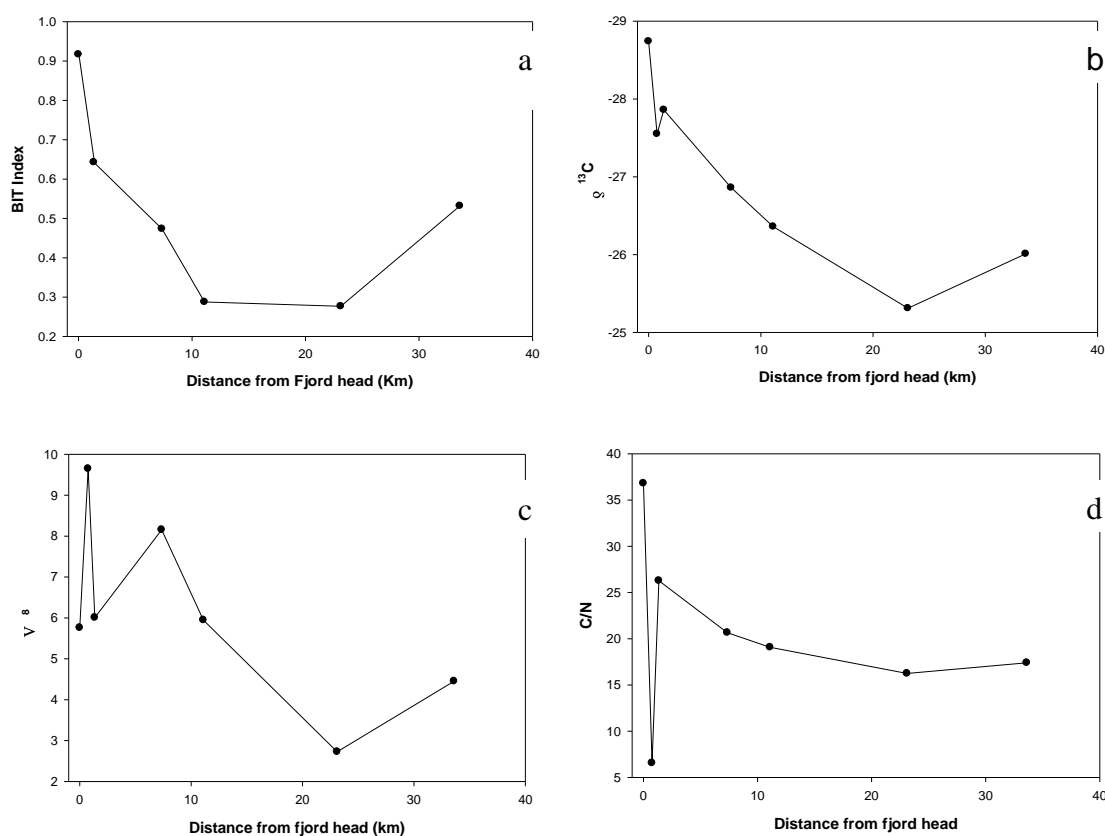 1.0
0.9
0.8
0.7
0.6
0.5
0.4
0.3
0.2
BIT Index
a
0 10 20 30 40
Distance from Fjord head (Km)
-29
-28
-27
-26
-25
δ 13C
b
0 10 20 30 40
Distance from fjord head (km)
10
9
8
7
6
5
4
3
2
V 8
c
0 10 20 30 40
Distance from fjord head (km)
40
35
30
25
20
15
10
5
C/N
d
0 10 20 30 40
Distance from fjord head